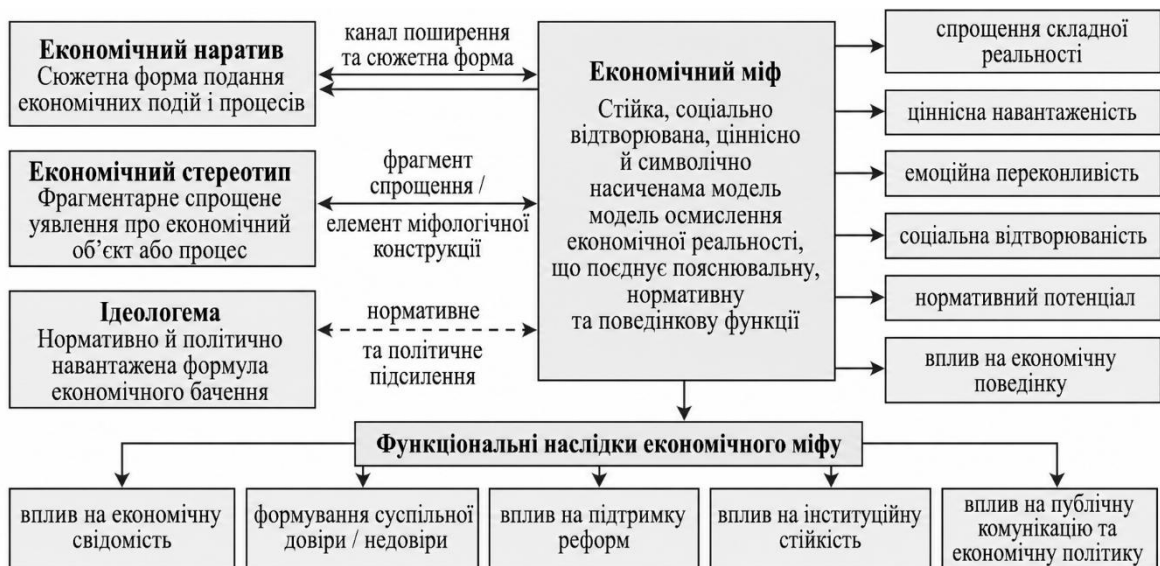 Економічний наратив
Сюжетна форма подання
економічних подій і процесів
канал поширення
та сюжетна форма
Економічний стереотип
Фрагментарне спрощене
уявлення про економічний
об’єкт або процес
фрагмент
спрощення /
елемент міфологічної
конструкції
Ідеологема
Нормативно й політично
навантажена формула
економічного бачення
нормативне
та політичне
підсилення
Економічний міф
Стійка, соціально
відтворювана, ціннісно
й символічно
насиченама модель
модель осмислення
економічної реальності,
що поєднує пояснювальну,
нормативну
та поведінкову функції
спрощення складної
реальності
ціннісна навантаженість
емоційна переконливість
соціальна відтворюваність
нормативний потенціал
вплив на економічну
поведінку
Функціональні наслідки економічного міфу
вплив на економічну
свідомість
формування суспільної
довіри / недовіри
вплив на підтримку
реформ
вплив на інституційну
стійкість
вплив на публічну
комунікацію та
економічну політику